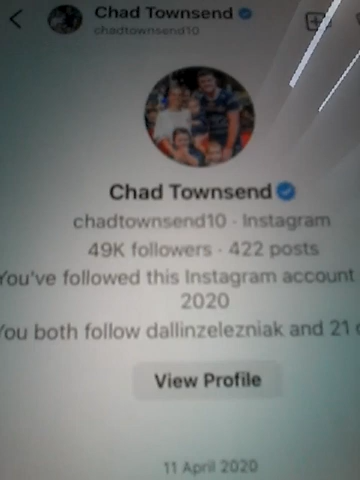 Chad Townsend
chadtownsend10
Chad Townsend
chadtownsend10 · Instagram
49K followers · 422 posts
You've followed this Instagram account
2020
You both follow dallinzelezniak and 21
View Profile
11 April 2020